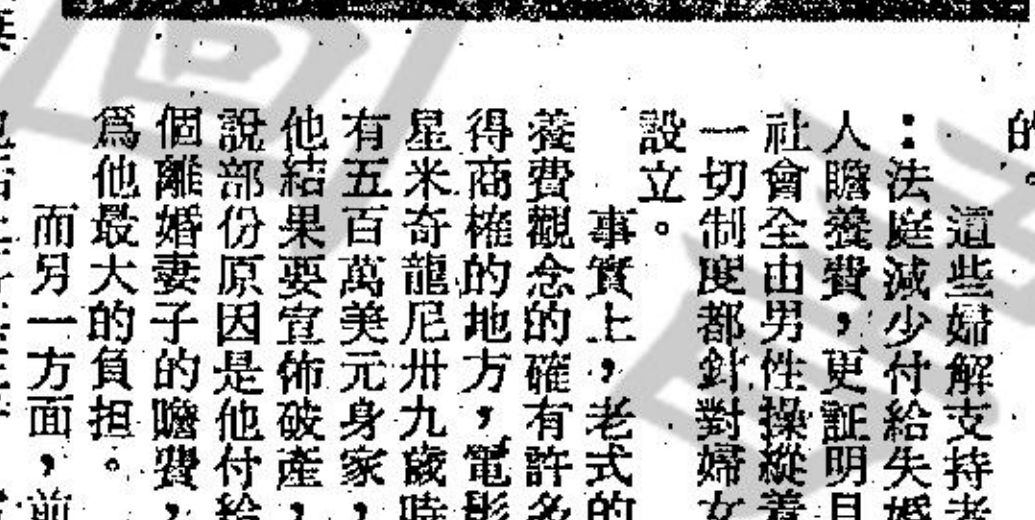 的。
這些婦解支持者
：法庭減少付給失婚
人瞻養費，更証明且
社會全由男性操縱着
一切制度都針對婦女
設立。
事實上，老式的
養費觀念的確有許多
得商榷的地方，電影
星米奇龍尼卅九歲時
有五百萬美元身家，
他結果要宣佈破產，
說部份原因是他付給
個離婚妻子的瞻費，
爲他最大的負担。
而另一方面，前